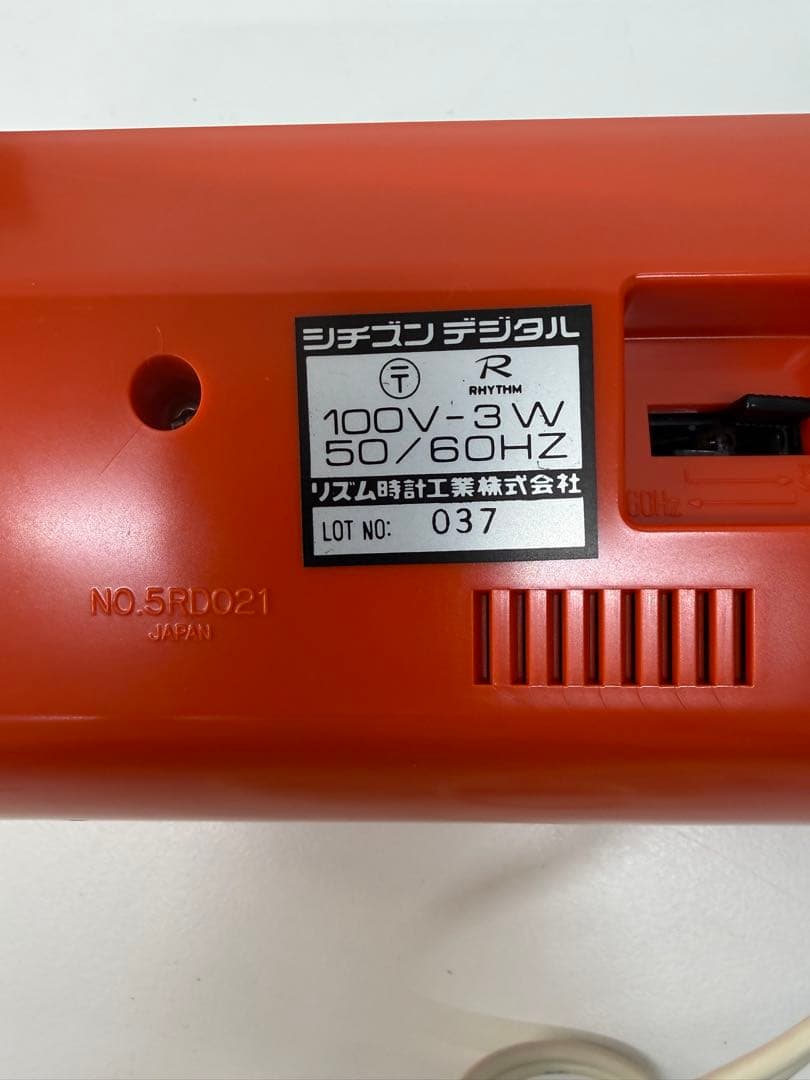 シチズン デジタル
〒 R
RHYTHM
100V-3W
50/60HZ
リズム時計工業株式会社
LOT NO: 037
60Hz
NO.5RD021
JAPAN